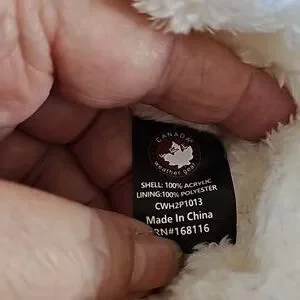 CANADA
weather gear
SHELL: 100% ACRYLIC
LINING: 100% POLYESTER
CWH2P1013
Made In China
RN#168116